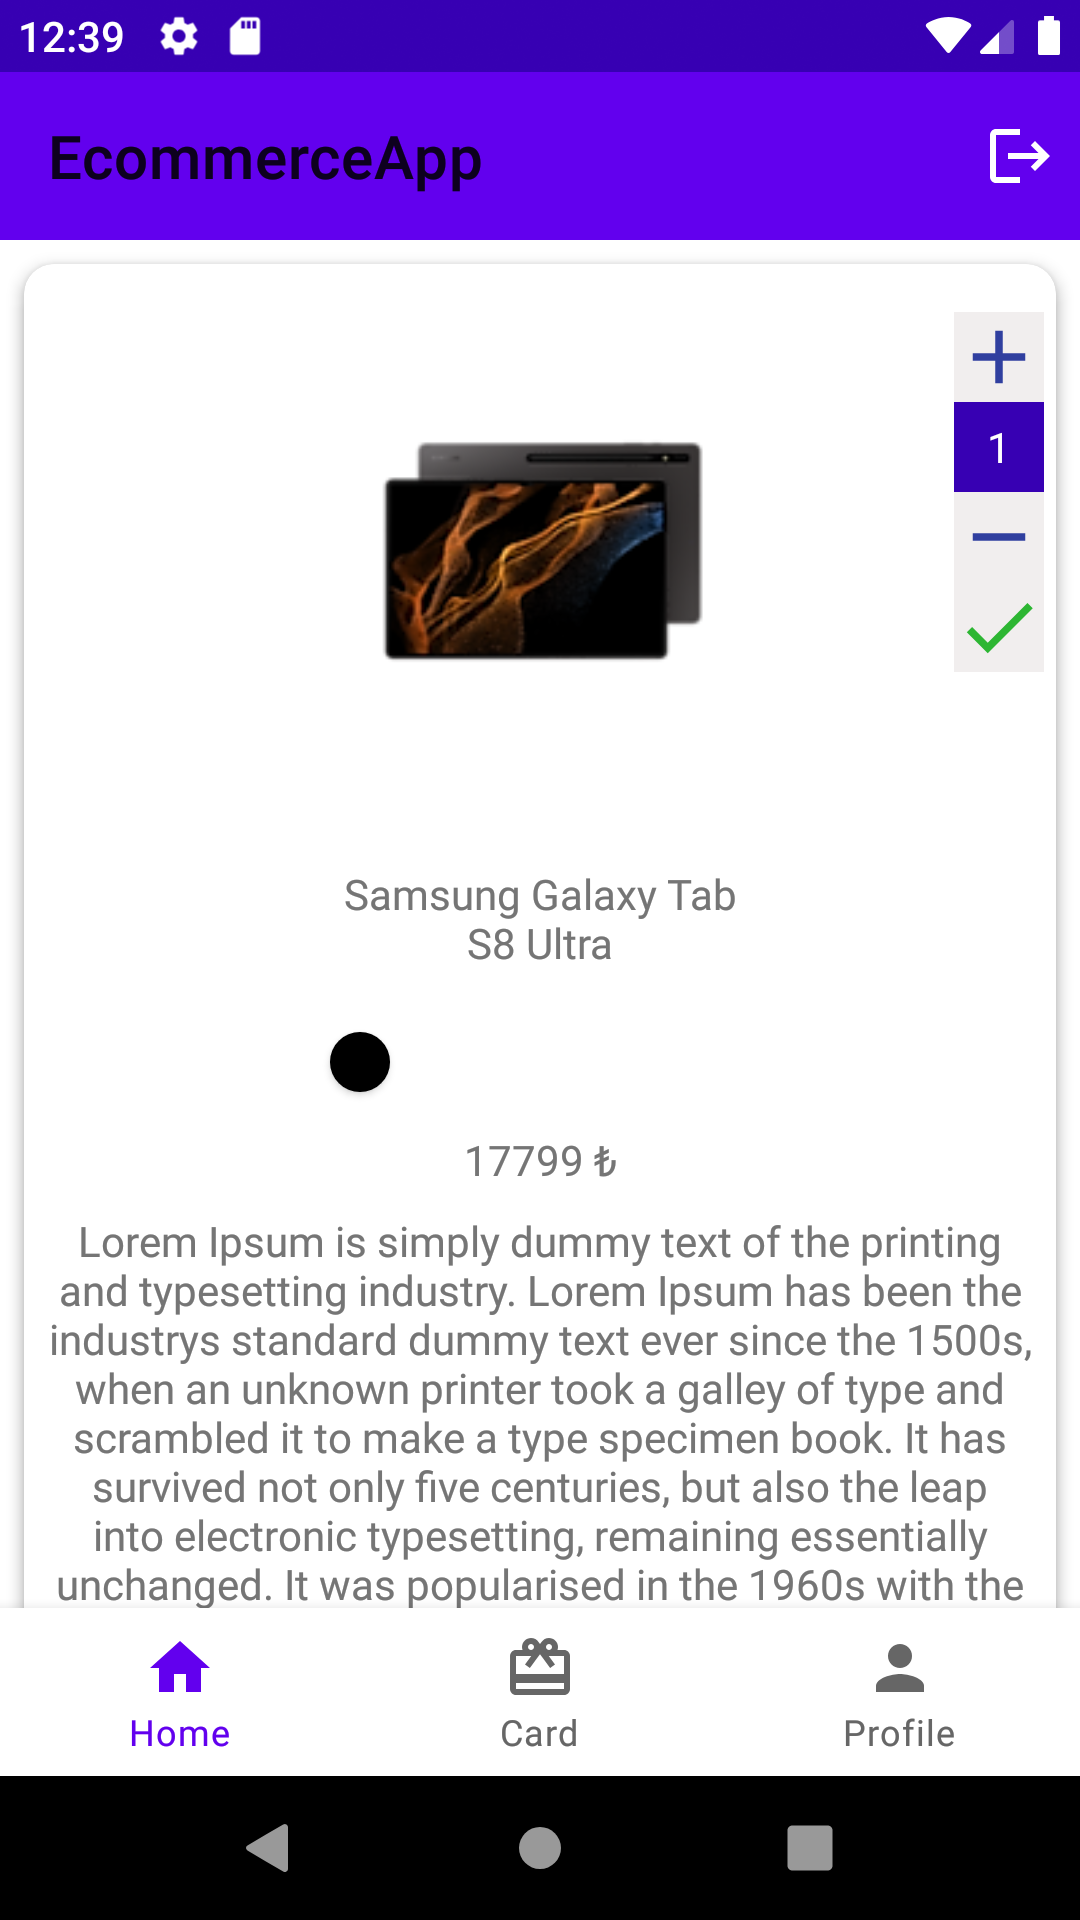 12:39
EcommerceApp
1
Samsung Galaxy Tab
S8 Ultra
17799 ₺
Lorem Ipsum is simply dummy text of the printing
and typesetting industry. Lorem Ipsum has been the
industrys standard dummy text ever since the 1500s,
when an unknown printer took a galley of type and
scrambled it to make a type specimen book. It has
survived not only five centuries, but also the leap
into electronic typesetting, remaining essentially
unchanged. It was popularised in the 1960s with the
Home
Card
Profile